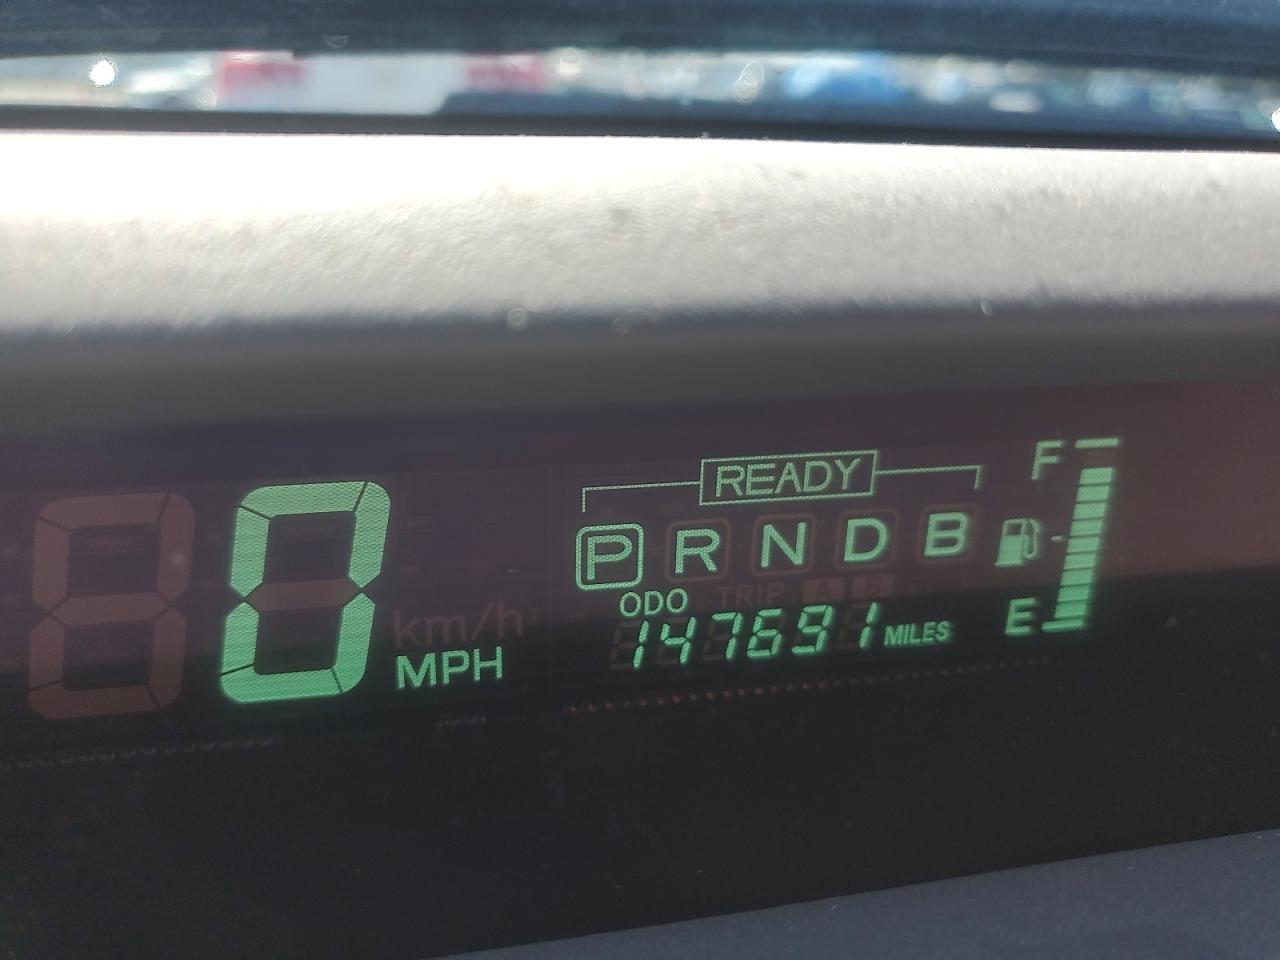 READY
F
P R N D B
ODO TRIP A B
km/h
147691 MILES
E
0 MPH